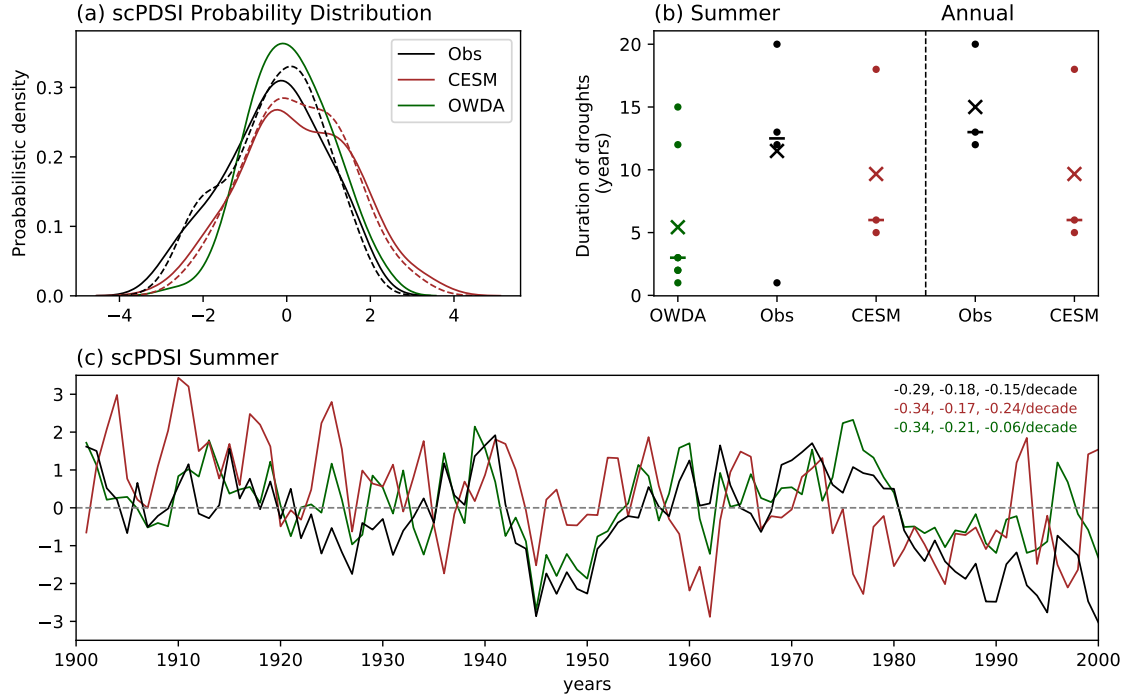 (a) scPDSI Probability Distribution
Proababilistic density
0.3
0.2
0.1
0.0
−4 −2 0 2 4
Obs
CESM
OWDA
(b) Summer Annual
Duration of droughts
(years)
20
15
10
5
0
OWDA Obs CESM Obs CESM
(c) scPDSI Summer
-0.29, -0.18, -0.15/decade
-0.34, -0.17, -0.24/decade
-0.34, -0.21, -0.06/decade
3
2
1
0
−1
−2
−3
1900 1910 1920 1930 1940 1950 1960 1970 1980 1990 2000
years